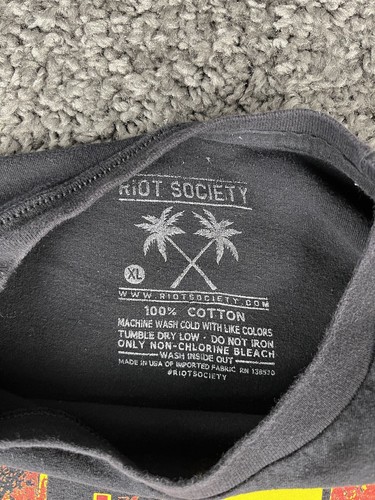 RIOT SOCIETY
XL
WWW.RIOTSOCIETY.COM
100% COTTON
MACHINE WASH COLD WITH LIKE COLORS
TUMBLE DRY LOW - DO NOT IRON
ONLY NON-CHLORINE BLEACH
WASH INSIDE OUT
MADE IN USA OF IMPORTED FABRIC RN 138570
#RIOTSOCIETY